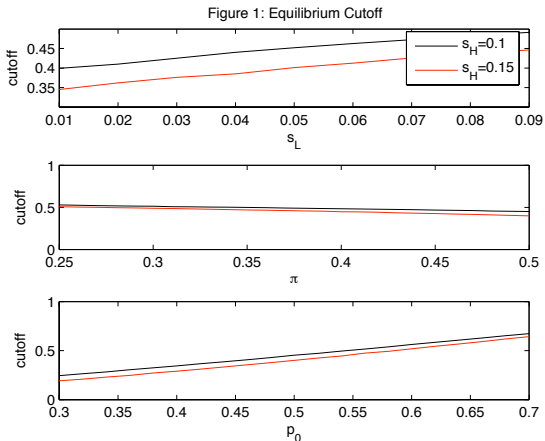 Figure 1: Equilibrium Cutoff
0.45
0.4
0.35
cutoff
s_H=0.1
s_H=0.15
0.01 0.02 0.03 0.04 0.05 0.06 0.07 0.08 0.09
s_L
1
0.5
0
cutoff
0.25 0.3 0.35 0.4 0.45 0.5
π
1
0.5
0
cutoff
0.3 0.35 0.4 0.45 0.5 0.55 0.6 0.65 0.7
p_0